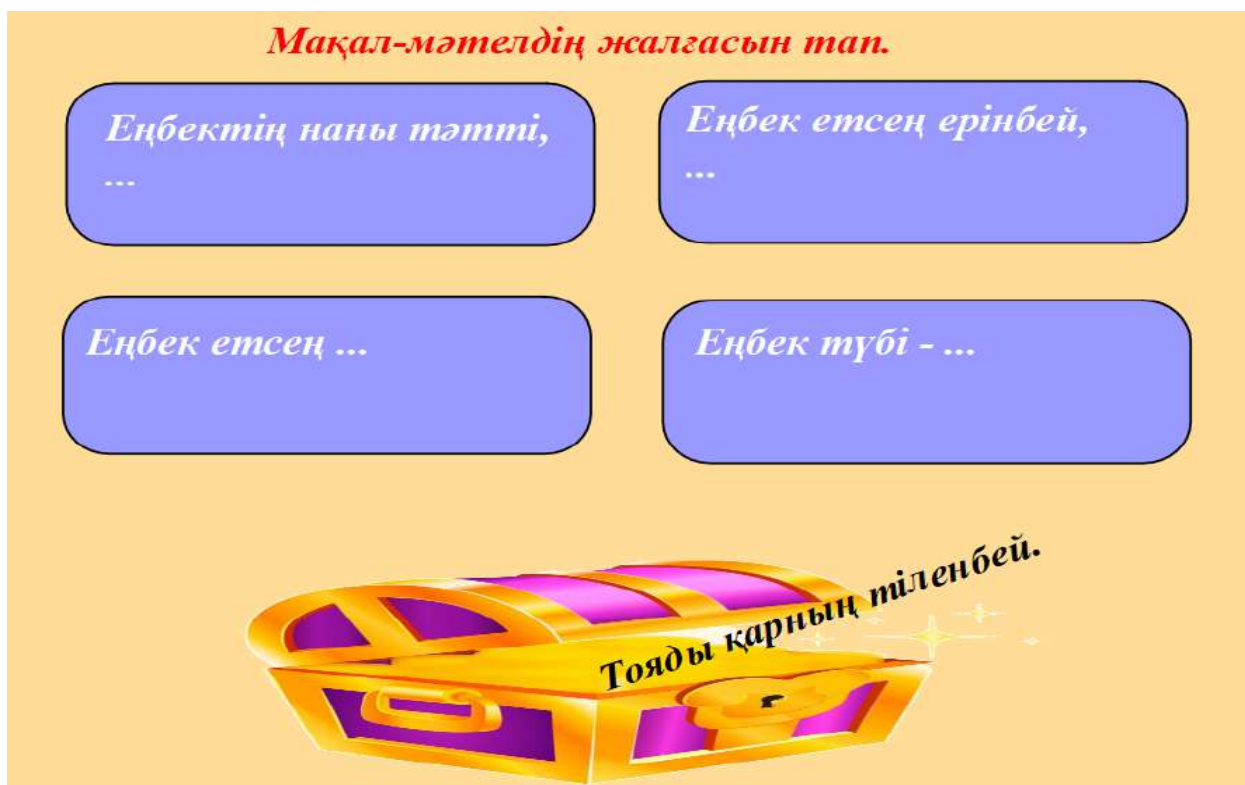 Мақал-мәтелдің жалғасын тап.
Еңбектің наны тәтті,
...
Еңбек етсең ерінбей,
...
Еңбек етсең ...
Еңбек түбі - ...
Тояды қарның тіленбей.